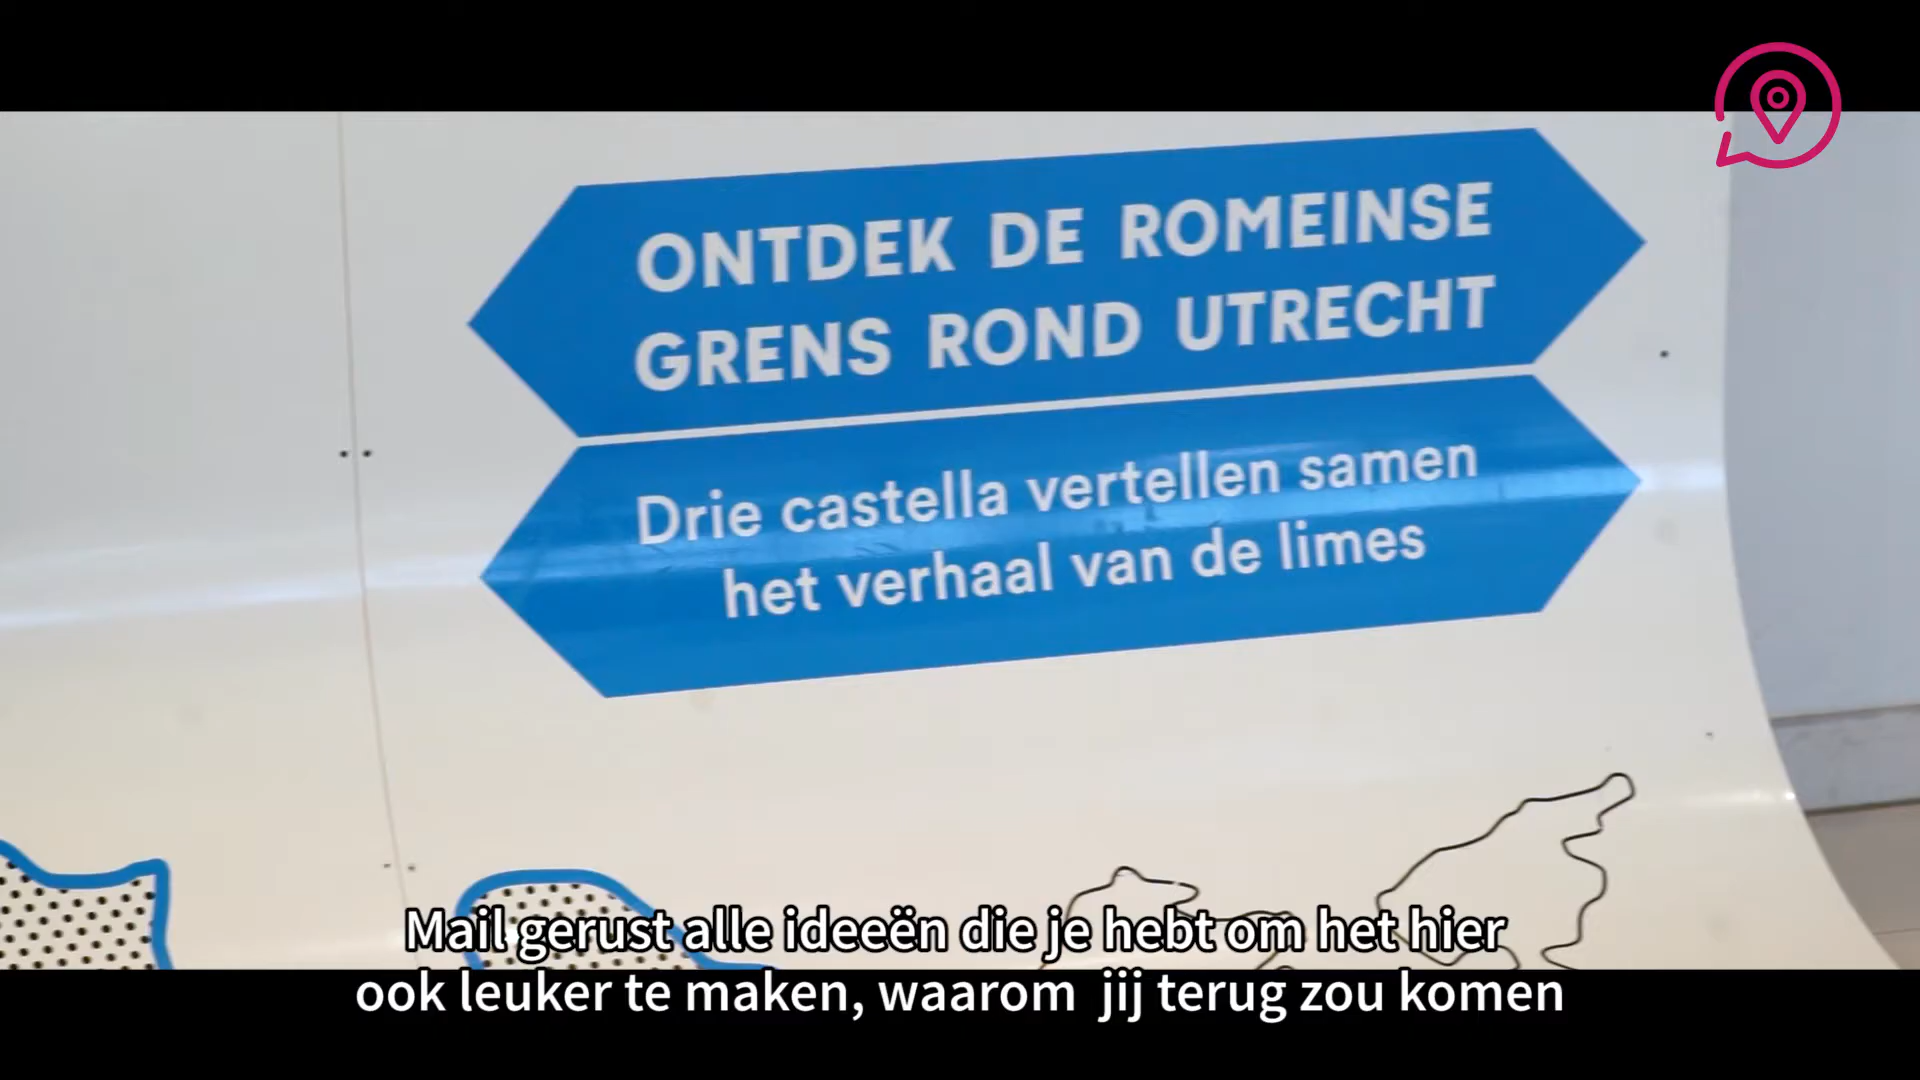 ONTDEK DE ROMEINSE
GRENS ROND UTRECHT
Drie castella vertellen samen
het verhaal van de limes
Mail gerust alle ideeën die je hebt om het hier
ook leuker te maken, waarom jij terug zou komen